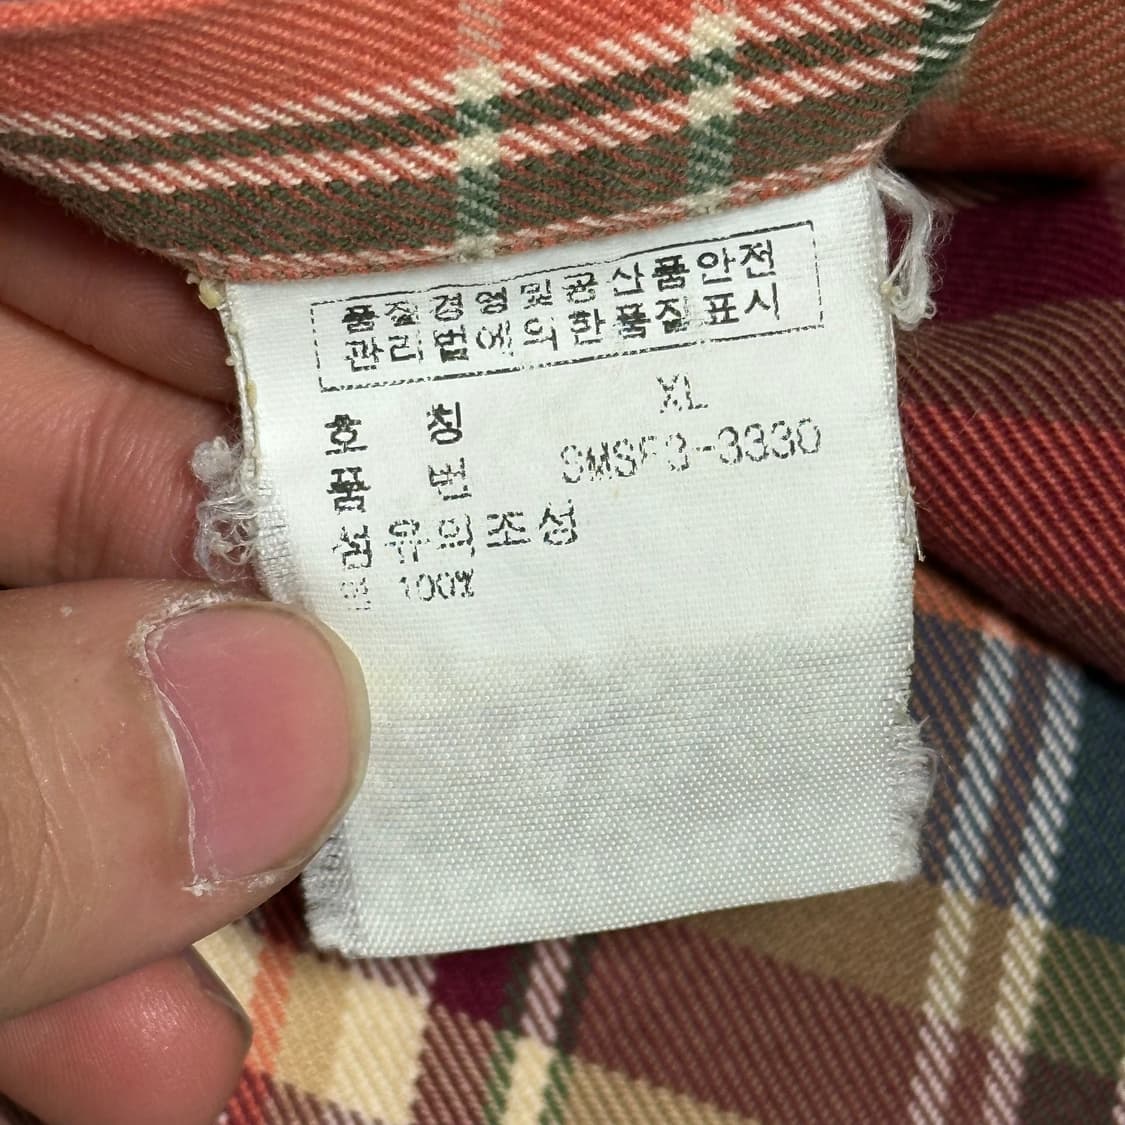 품질경영및공산품안전
관리법에의한품질표시
호 칭 XL
품 번 SMSF3-3330
섬유의조성
면 100%